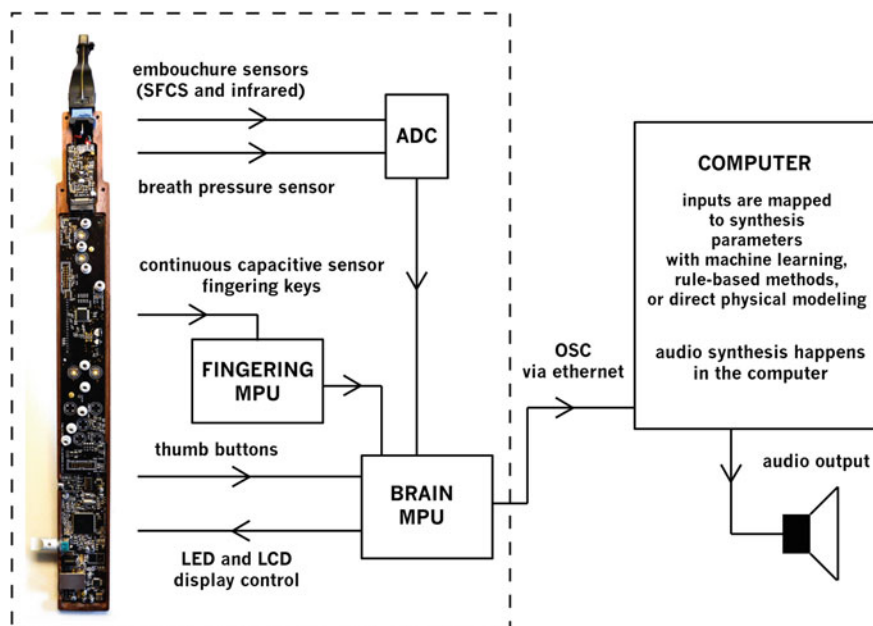 embouchure sensors
(SFCS and infrared)
ADC
breath pressure sensor
continuous capacitive sensor
fingering keys
FINGERING
MPU
thumb buttons
BRAIN
MPU
LED and LCD
display control
OSC
via ethernet
COMPUTER
inputs are mapped
to synthesis
parameters
with machine learning,
rule-based methods,
or direct physical modeling
audio synthesis happens
in the computer
audio output